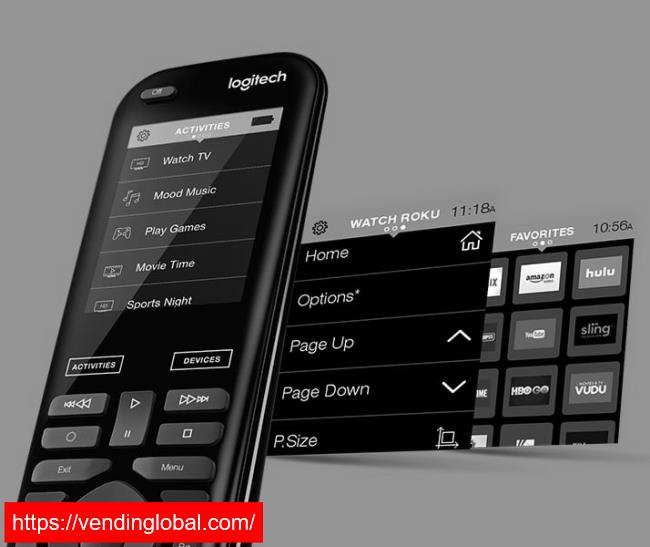 Off
logitech
ACTIVITIES
Watch TV
Mood Music
Play Games
Movie Time
Sports Night
ACTIVITIES
DEVICES
Exit
Menu
WATCH ROKU 11:18A
Home
Options*
Page Up
Page Down
P.Size
FAVORITES 10:56A
amazon
hulu
YouTube
sling
HBO GO
VUDU
https://vendinglobal.com/